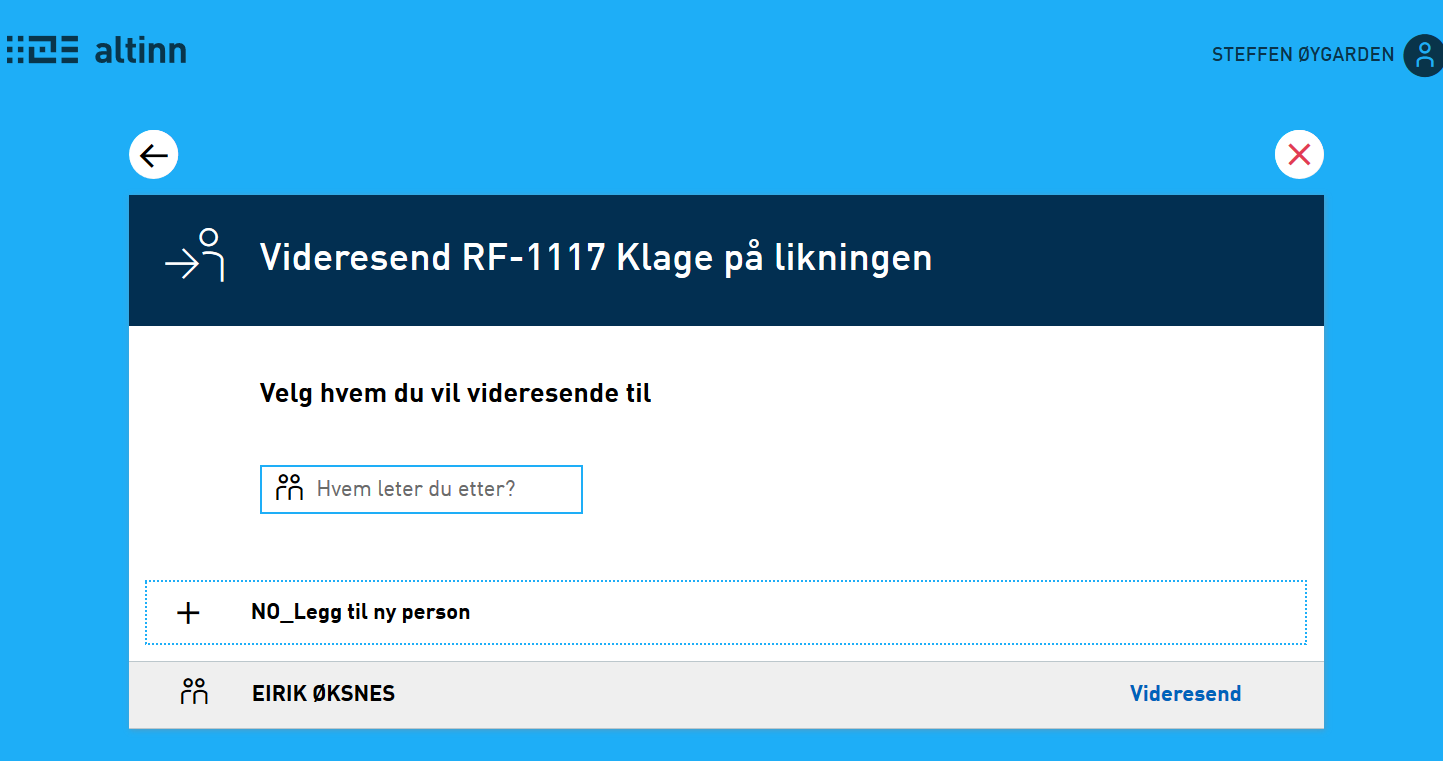 altinn
STEFFEN ØYGARDEN
Videresend RF-1117 Klage på likningen
Velg hvem du vil videresende til
Hvem leter du etter?
NO_Legg til ny person
EIRIK ØKSNES
Videresend